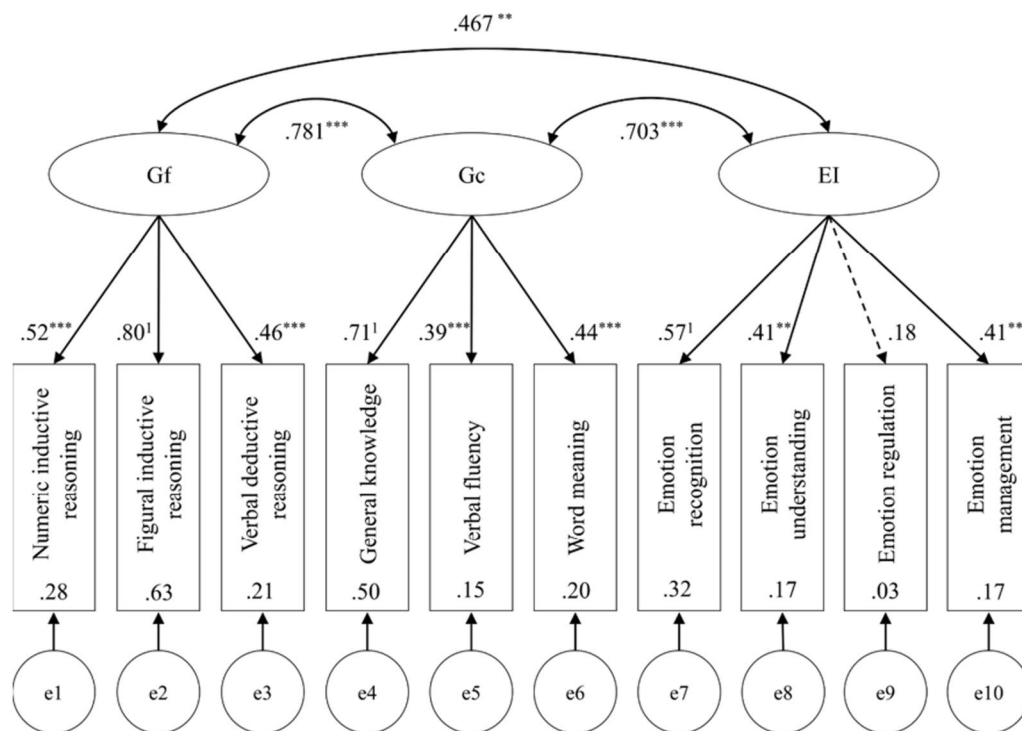 .467 **
.781***
.703***
Gf
Gc
EI
.52***
.80¹
.46***
.71¹
.39***
.44***
.57¹
.41**
.18
.41**
Numeric inductive
reasoning
Figural inductive
reasoning
Verbal deductive
reasoning
General knowledge
Verbal fluency
Word meaning
Emotion
recognition
Emotion
understanding
Emotion regulation
Emotion
management
.28
.63
.21
.50
.15
.20
.32
.17
.03
.17
e1
e2
e3
e4
e5
e6
e7
e8
e9
e10